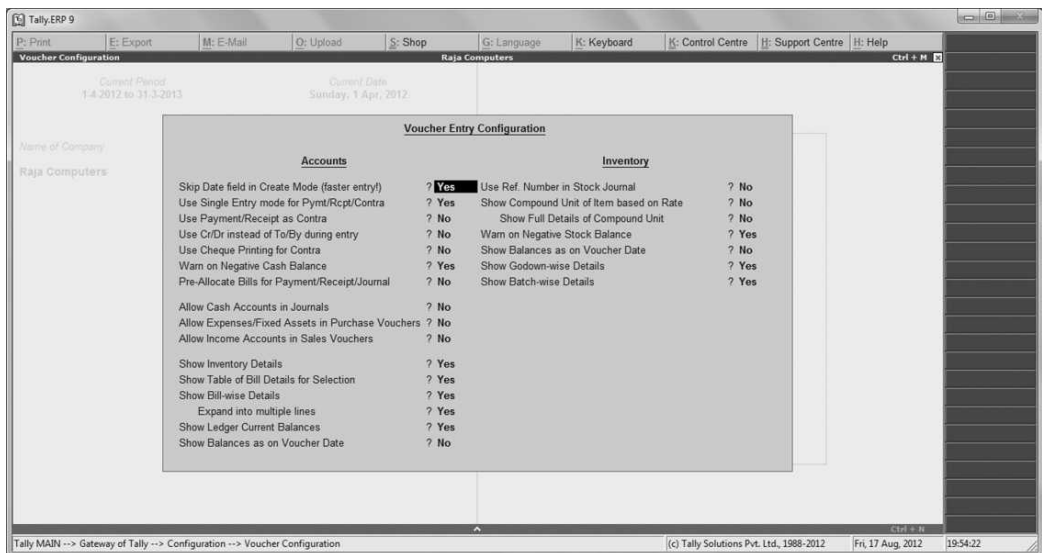 Tally.ERP 9
P: Print E: Export M: E-Mail O: Upload S: Shop G: Language K: Keyboard K: Control Centre H: Support Centre H: Help
Voucher Configuration Raja Computers Ctrl + M
Current Period Current Date
1-4-2012 to 31-3-2013 Sunday, 1 Apr, 2012
Name of Company
Raja Computers
Voucher Entry Configuration
Accounts Inventory
Skip Date field in Create Mode (faster entry!) ? Yes Use Ref. Number in Stock Journal ? No
Use Single Entry mode for Pymt/Rcpt/Contra ? Yes Show Compound Unit of Item based on Rate ? No
Use Payment/Receipt as Contra ? No Show Full Details of Compound Unit ? No
Use Cr/Dr instead of To/By during entry ? No Warn on Negative Stock Balance ? Yes
Use Cheque Printing for Contra ? No Show Balances as on Voucher Date ? No
Warn on Negative Cash Balance ? Yes Show Godown-wise Details ? Yes
Pre-Allocate Bills for Payment/Receipt/Journal ? No Show Batch-wise Details ? Yes
Allow Cash Accounts in Journals ? No
Allow Expenses/Fixed Assets in Purchase Vouchers ? No
Allow Income Accounts in Sales Vouchers ? No
Show Inventory Details ? Yes
Show Table of Bill Details for Selection ? Yes
Show Bill-wise Details ? Yes
Expand into multiple lines ? Yes
Show Ledger Current Balances ? Yes
Show Balances as on Voucher Date ? No
Ctrl + N
Tally MAIN --> Gateway of Tally --> Configuration --> Voucher Configuration (c) Tally Solutions Pvt. Ltd., 1988-2012 Fri, 17 Aug, 2012 19:54:22